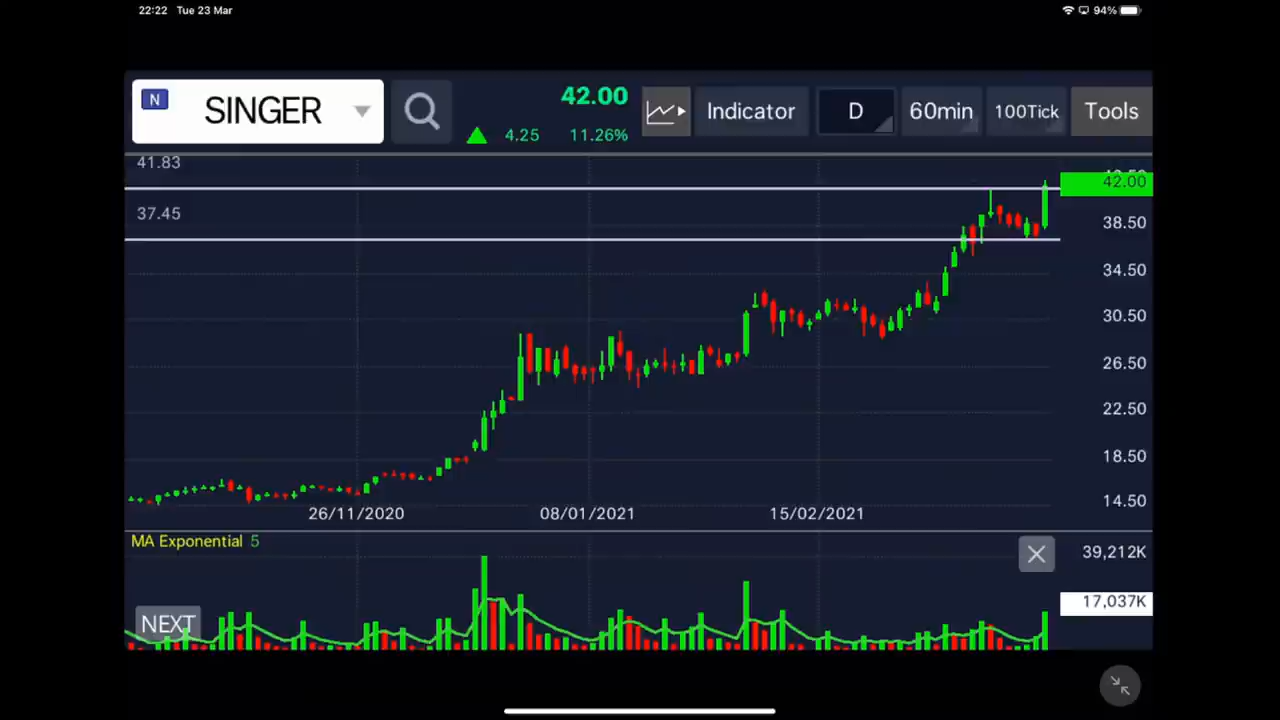 22:22 Tue 23 Mar
94%
N SINGER
42.00
4.25 11.26%
Indicator D 60min 100Tick Tools
41.83
42.00
37.45
38.50
34.50
30.50
26.50
22.50
18.50
14.50
26/11/2020 08/01/2021 15/02/2021
MA Exponential 5
39,212K
17,037K
NEXT